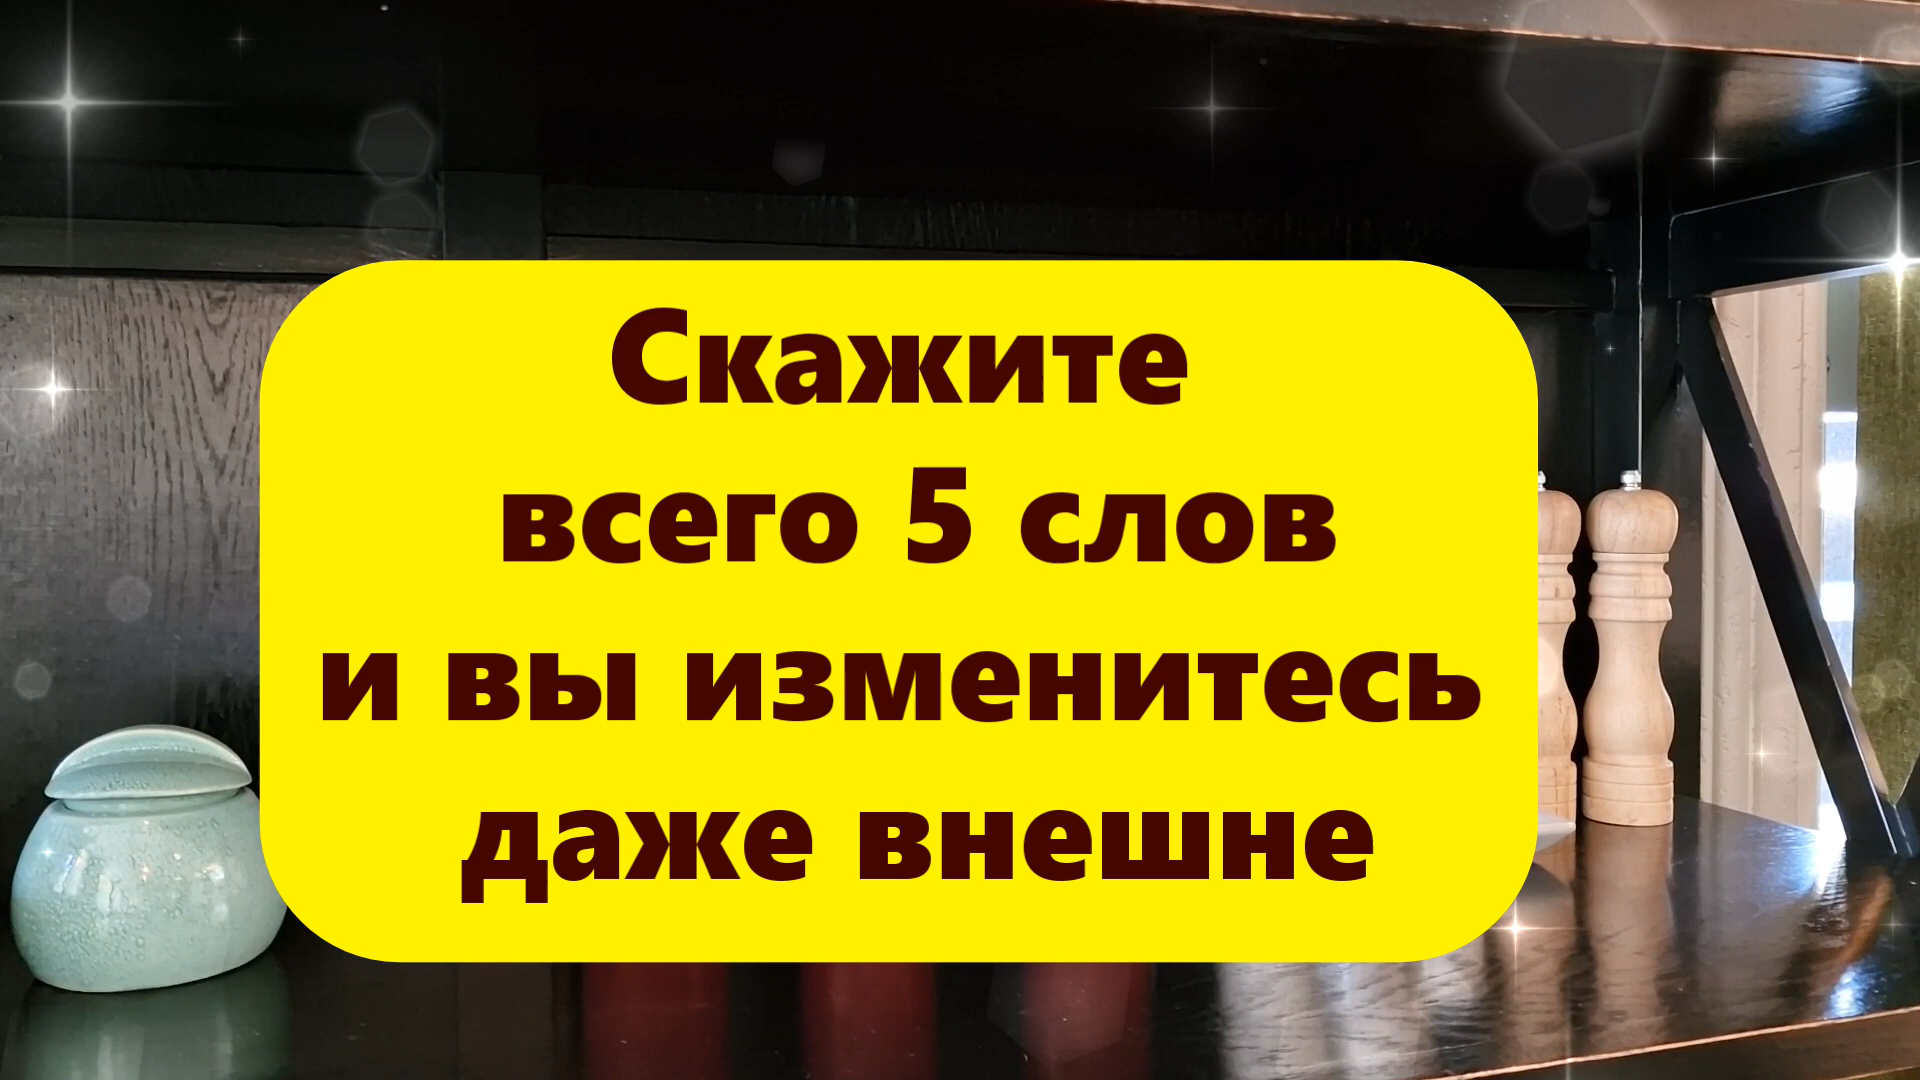 Скажите
всего 5 слов
и вы изменитесь
даже внешне